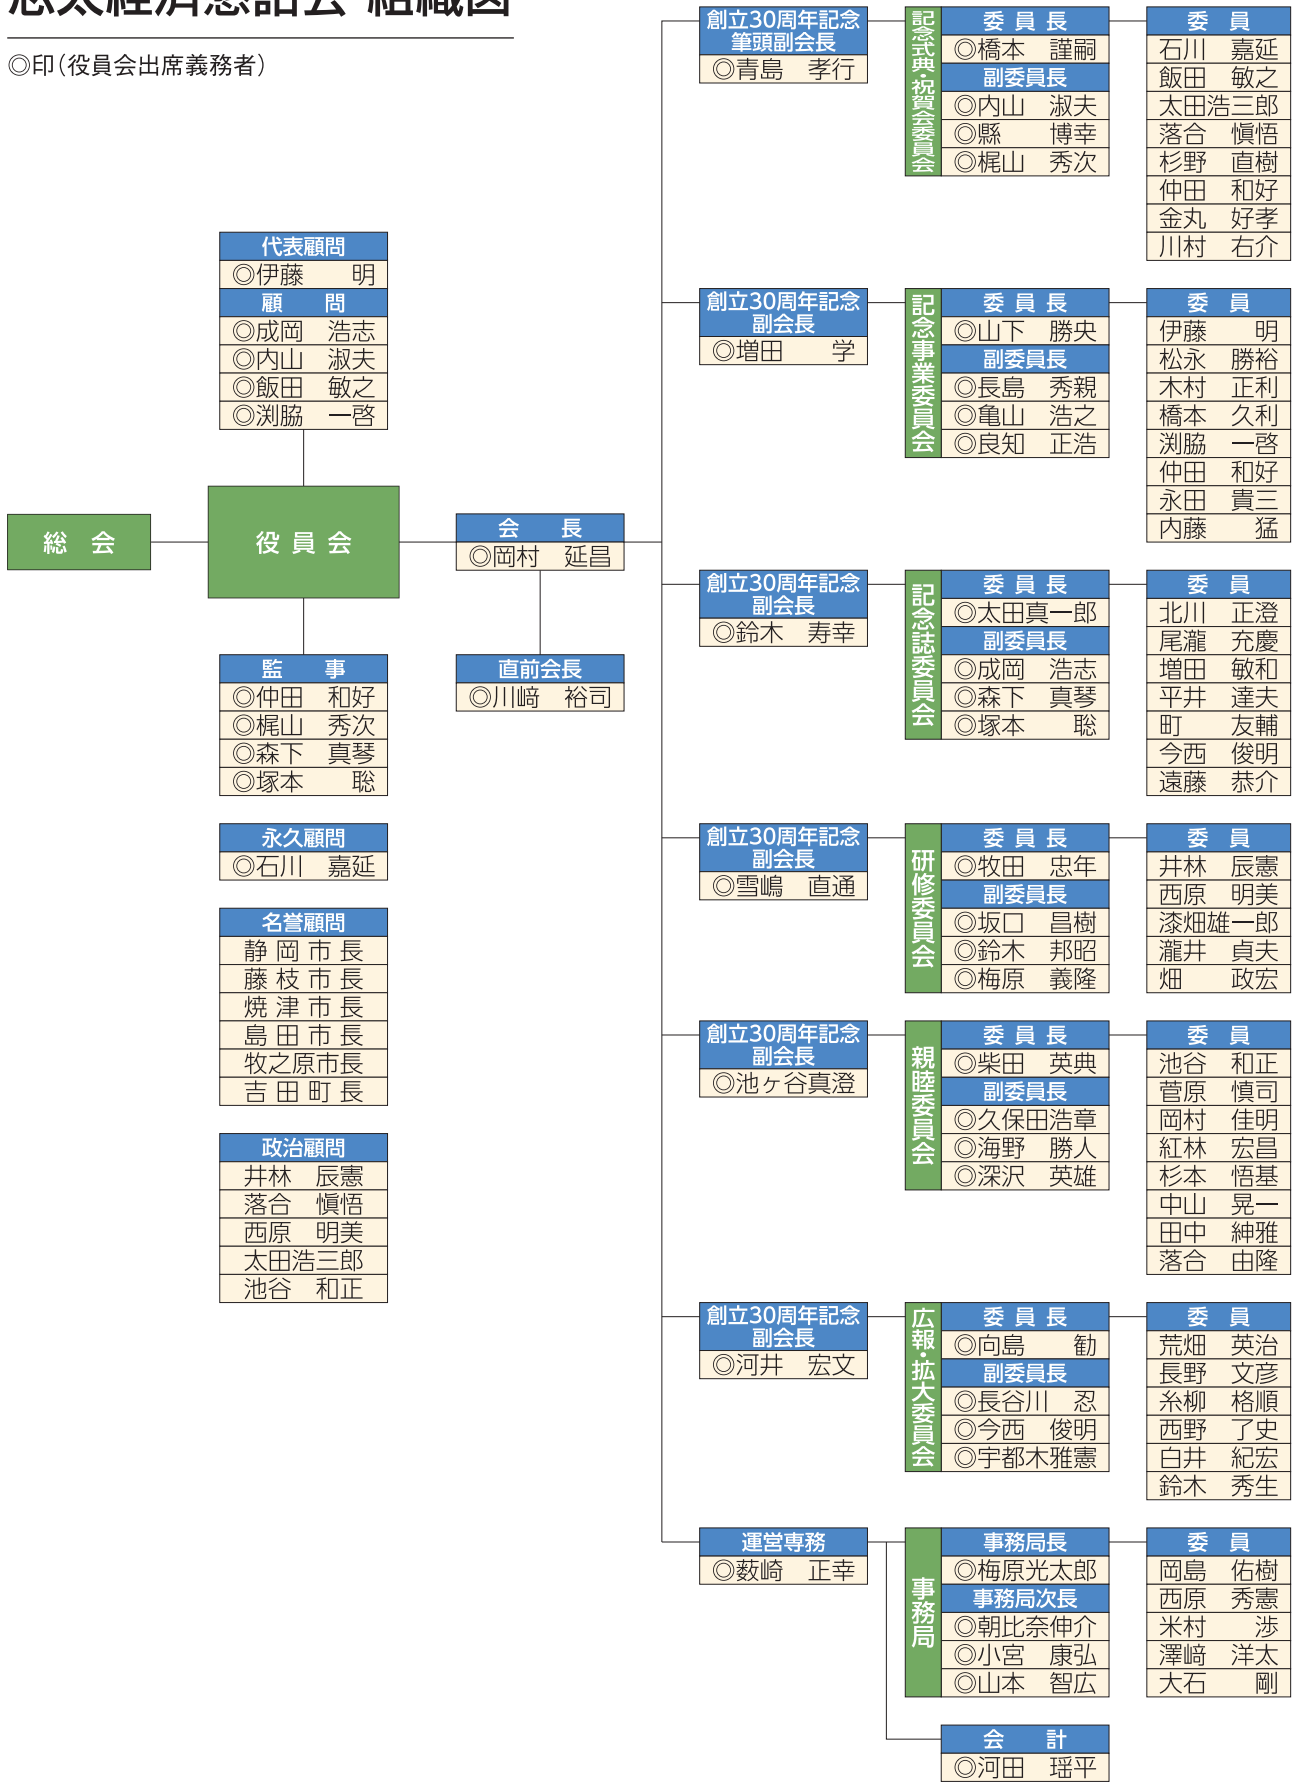 志太経済懇話会 組織図
◎印（役員会出席義務者）
総　会
役 員 会
代表顧問
◎伊藤　　明
顧　　問
◎成岡　浩志
◎内山　淑夫
◎飯田　敏之
◎渕脇　一啓
監　　事
◎仲田　和好
◎梶山　秀次
◎森下　真琴
◎塚本　　聡
永久顧問
◎石川　嘉延
名誉顧問
静 岡 市 長
藤 枝 市 長
焼 津 市 長
島 田 市 長
牧之原市長
吉 田 町 長
政治顧問
井林　辰憲
落合　愼悟
西原　明美
太田浩三郎
池谷　和正
会　　長
◎岡村　延昌
直前会長
◎川﨑　裕司
創立30周年記念
筆頭副会長
◎青島　孝行
記念式典・祝賀会委員会
委 員 長
◎橋本　謹嗣
副委員長
◎内山　淑夫
◎縣　　博幸
◎梶山　秀次
委　員
石川　嘉延
飯田　敏之
太田浩三郎
落合　愼悟
杉野　直樹
仲田　和好
金丸　好孝
川村　右介
創立30周年記念
副会長
◎増田　　学
記念事業委員会
委 員 長
◎山下　勝央
副委員長
◎長島　秀親
◎亀山　浩之
◎良知　正浩
委　員
伊藤　　明
松永　勝裕
木村　正利
橋本　久利
渕脇　一啓
仲田　和好
永田　貴三
内藤　　猛
創立30周年記念
副会長
◎鈴木　寿幸
記念誌委員会
委 員 長
◎太田真一郎
副委員長
◎成岡　浩志
◎森下　真琴
◎塚本　　聡
委　員
北川　正澄
尾瀧　充慶
増田　敏和
平井　達夫
町　　友輔
今西　俊明
遠藤　恭介
創立30周年記念
副会長
◎雪嶋　直通
研修委員会
委 員 長
◎牧田　忠年
副委員長
◎坂口　昌樹
◎鈴木　邦昭
◎梅原　義隆
委　員
井林　辰憲
西原　明美
漆畑雄一郎
瀧井　貞夫
畑　　政宏
創立30周年記念
副会長
◎池ヶ谷真澄
親睦委員会
委 員 長
◎柴田　英典
副委員長
◎久保田浩章
◎海野　勝人
◎深沢　英雄
委　員
池谷　和正
菅原　慎司
岡村　佳明
紅林　宏昌
杉本　悟基
中山　晃一
田中　紳雅
落合　由隆
創立30周年記念
副会長
◎河井　宏文
広報・拡大委員会
委 員 長
◎向島　　勧
副委員長
◎長谷川　忍
◎今西　俊明
◎宇都木雅憲
委　員
荒畑　英治
長野　文彦
糸柳　格順
西野　了史
白井　紀宏
鈴木　秀生
運営専務
◎薮崎　正幸
事務局
事務局長
◎梅原光太郎
事務局次長
◎朝比奈伸介
◎小宮　康弘
◎山本　智広
委　員
岡島　佑樹
西原　秀憲
米村　　渉
澤﨑　洋太
大石　　剛
会　　計
◎河田　瑶平